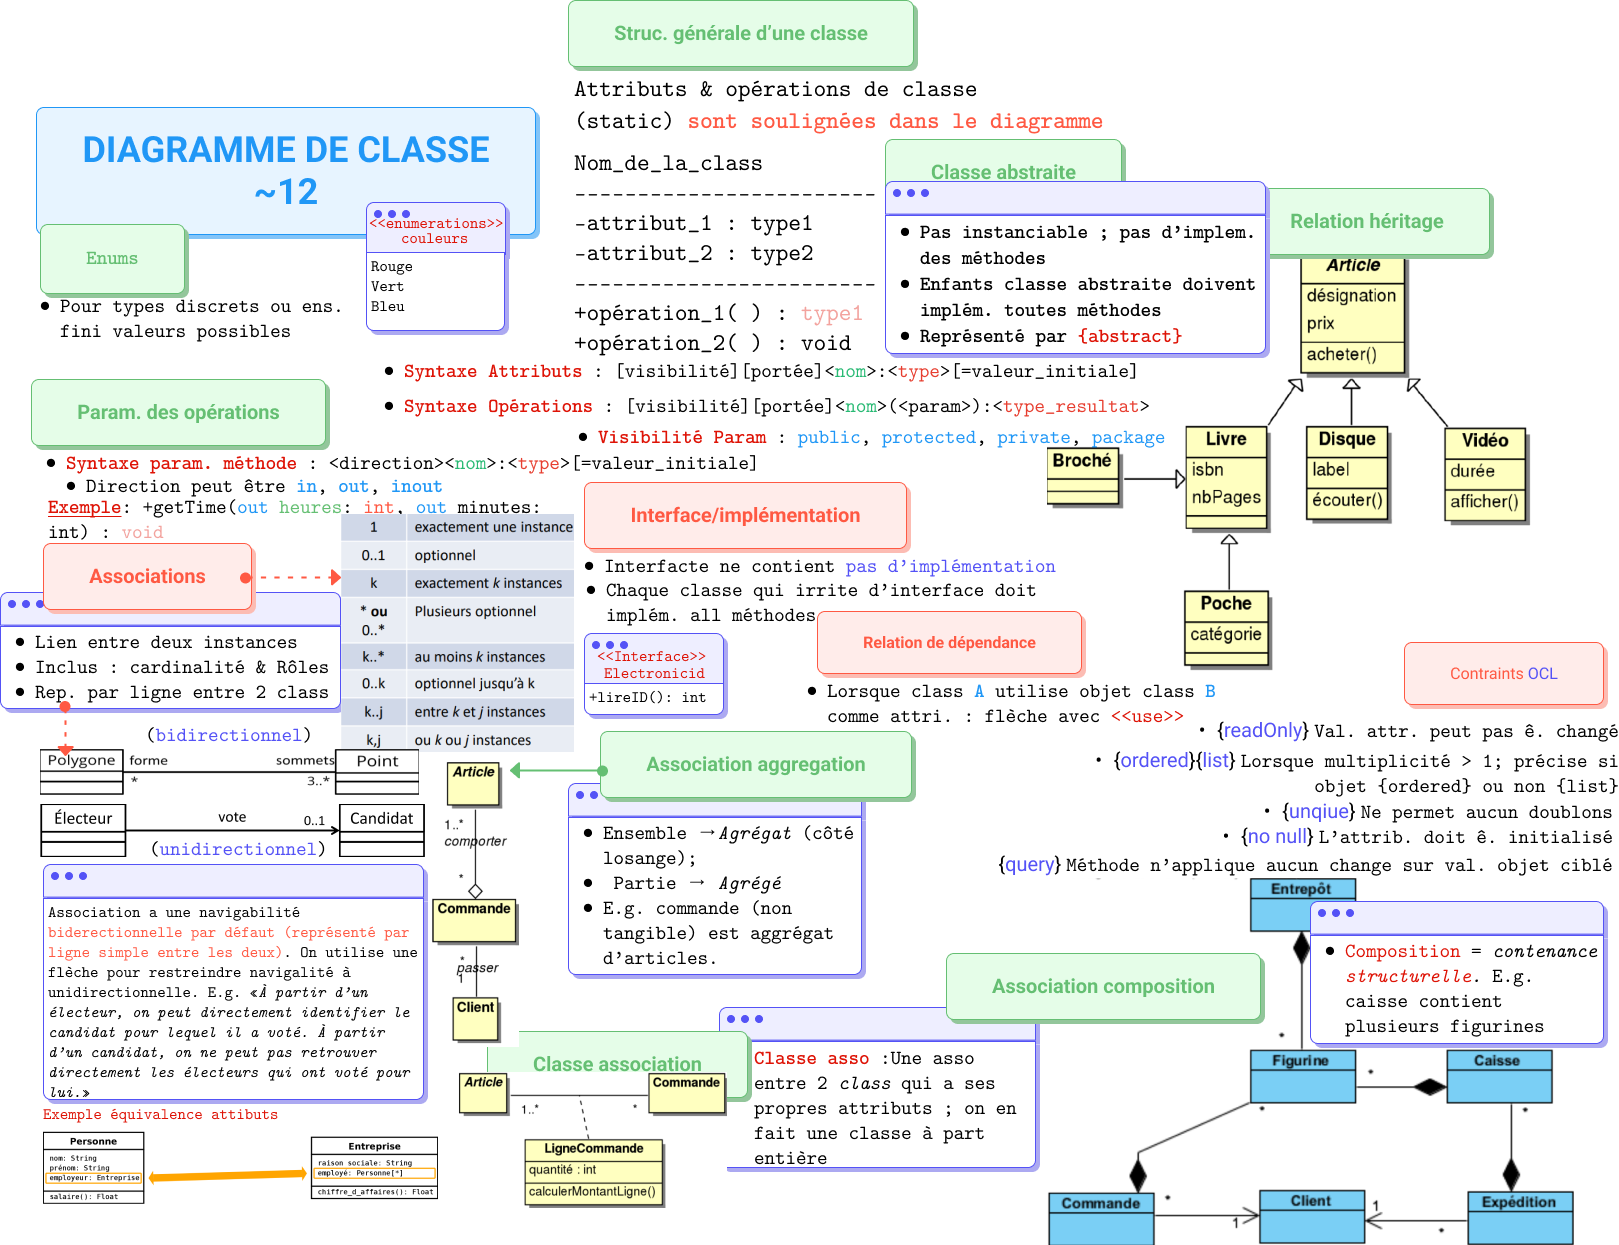 Struc. générale d'une classe
Attributs & opérations de classe
(static) sont soulignées dans le diagramme
DIAGRAMME DE CLASSE
~12
Nom_de_la_class
------------------------
-attribut_1 : type1
-attribut_2 : type2
------------------------
+opération_1( ) : type1
+opération_2( ) : void
Classe abstraite
• Pas instanciable ; pas d'implem.
des méthodes
• Enfants classe abstraite doivent
implém. toutes méthodes
• Représenté par {abstract}
Relation héritage
Article
désignation
prix
acheter()
Livre
isbn
nbPages
Disque
label
écouter()
Vidéo
durée
afficher()
Broché
Poche
catégorie
Enums
• Pour types discrets ou ens.
fini valeurs possibles
<<enumerations>>
couleurs
Rouge
Vert
Bleu
• Syntaxe Attributs : [visibilité][portée]<nom>:<type>[=valeur_initiale]
• Syntaxe Opérations : [visibilité][portée]<nom>(<param>):<type_resultat>
• Visibilité Param : public, protected, private, package
Param. des opérations
• Syntaxe param. méthode : <direction><nom>:<type>[=valeur_initiale]
• Direction peut être in, out, inout
Exemple: +getTime(out heures: int, out minutes:
int) : void
Associations
• Lien entre deux instances
• Inclus : cardinalité & Rôles
• Rep. par ligne entre 2 class
1 exactement une instance
0..1 optionnel
k exactement k instances
* ou
0..*
Plusieurs optionnel
k..* au moins k instances
0..k optionnel jusqu'à k
k..j entre k et j instances
k,j ou k ou j instances
Interface/implémentation
• Interfacte ne contient pas d'implémentation
• Chaque classe qui irrite d'interface doit
implém. all méthodes
<<Interface>>
Electronicid
+lireID(): int
Relation de dépendance
• Lorsque class A utilise objet class B
comme attri. : flèche avec <<use>>
Contraints OCL
• {readOnly} Val. attr. peut pas ê. changé
• {ordered}{list} Lorsque multiplicité > 1; précise si
objet {ordered} ou non {list}
• {unqiue} Ne permet aucun doublons
• {no null} L'attrib. doit ê. initialisé
{query} Méthode n'applique aucun change sur val. objet ciblé
(bidirectionnel)
Polygone forme sommets Point
* 3..*
Électeur vote 0..1 Candidat
(unidirectionnel)
Association a une navigabilité
biderectionnelle par défaut (représenté par
ligne simple entre les deux). On utilise une
flèche pour restreindre navigalité à
unidirectionnelle. E.g. «À partir d'un
électeur, on peut directement identifier le
candidat pour lequel il a voté. À partir
d'un candidat, on ne peut pas retrouver
directement les électeurs qui ont voté pour
lui.»
Exemple équivalence attibuts
Personne
nom: String
prénom: String
employeur: Entreprise
salaire(): Float
Entreprise
raison sociale: String
employé: Personne[*]
chiffre_d_affaires(): Float
Association aggregation
• Ensemble → Agrégat (côté
losange);
• Partie → Agrégé
• E.g. commande (non
tangible) est aggrégat
d'articles.
Article
1..*
comporter
*
Commande
*
passer
1
Client
Classe association
Article
1..*
*
Commande
LigneCommande
quantité : int
calculerMontantLigne()
Classe asso :Une asso
entre 2 class qui a ses
propres attributs ; on en
fait une classe à part
entière
Association composition
• Composition = contenance
structurelle. E.g.
caisse contient
plusieurs figurines
Entrepôt
*
Figurine
*
Caisse
*
*
Commande
*
1
Client
1
*
Expédition